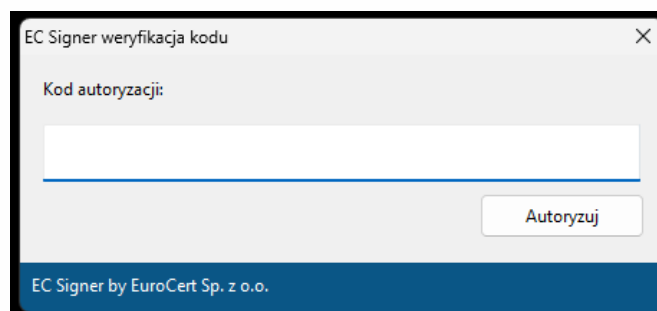 EC Signer weryfikacja kodu
Kod autoryzacji:
Autoryzuj
EC Signer by EuroCert Sp. z o.o.